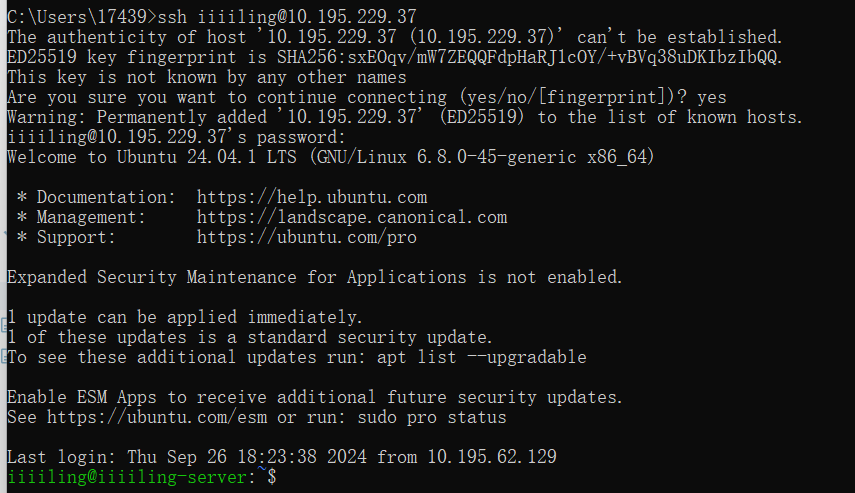 C:\Users\17439>ssh iiiiling@10.195.229.37
The authenticity of host '10.195.229.37 (10.195.229.37)' can't be established.
ED25519 key fingerprint is SHA256:sxEOqv/mW7ZEQQFdpHaRJlcOY/+vBVq38uDKIbzIbQQ.
This key is not known by any other names
Are you sure you want to continue connecting (yes/no/[fingerprint])? yes
Warning: Permanently added '10.195.229.37' (ED25519) to the list of known hosts.
iiiiling@10.195.229.37's password:
Welcome to Ubuntu 24.04.1 LTS (GNU/Linux 6.8.0-45-generic x86_64)
* Documentation:  https://help.ubuntu.com
* Management:     https://landscape.canonical.com
* Support:        https://ubuntu.com/pro
Expanded Security Maintenance for Applications is not enabled.
1 update can be applied immediately.
1 of these updates is a standard security update.
To see these additional updates run: apt list --upgradable
Enable ESM Apps to receive additional future security updates.
See https://ubuntu.com/esm or run: sudo pro status
Last login: Thu Sep 26 18:23:38 2024 from 10.195.62.129
iiiiling@iiiiling-server:~$